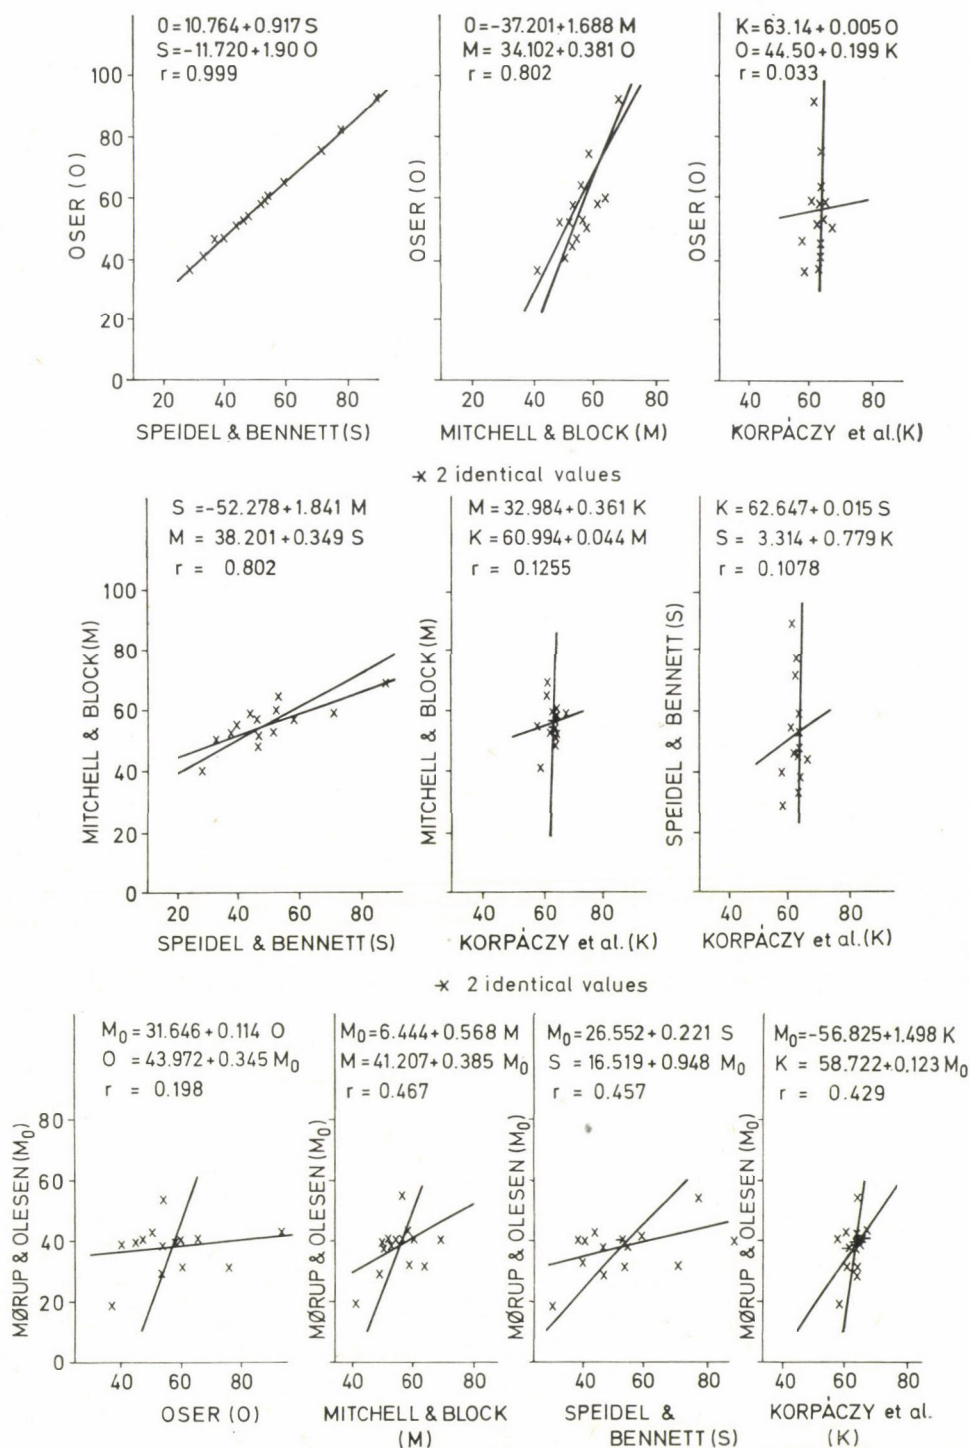 O=10.764+0.917 S
S=-11.720+1.90 O
r=0.999
100
80
60
40
20
0
OSER (O)
20 40 60 80
SPEIDEL & BENNETT (S)
O=-37.201+1.688 M
M=34.102+0.381 O
r=0.802
OSER (O)
20 40 60 80
MITCHELL & BLOCK (M)
K=63.14+0.005 O
O=44.50+0.199 K
r=0.033
OSER (O)
40 60 80
KORPÁCZY et al.(K)
x 2 identical values
S =-52.278+1.841 M
M = 38.201+0.349 S
r = 0.802
100
80
60
40
20
0
MITCHELL & BLOCK(M)
20 40 60 80
SPEIDEL & BENNETT(S)
M=32.984+0.361 K
K=60.994+0.044 M
r = 0.1255
MITCHELL & BLOCK(M)
40 60 80
KORPÁCZY et al.(K)
K=62.647+0.015 S
S= 3.314+0.779 K
r = 0.1078
SPEIDEL & BENNETT(S)
40 60 80
KORPÁCZY et al.(K)
x 2 identical values
M₀=31.646+0.114 O
O =43.972+0.345 M₀
r = 0.198
80
60
40
20
0
MØRUP & OLESEN (M₀)
40 60 80
OSER (O)
M₀=6.444+0.568 M
M=41.207+0.385 M₀
r =0.467
MØRUP & OLESEN (M₀)
40 60 80
MITCHELL & BLOCK
(M)
M₀=26.552+0.221 S
S =16.519+0.948 M₀
r = 0.457
MØRUP & OLESEN (M₀)
40 60 80
SPEIDEL &
BENNETT (S)
M₀=-56.825+1.498 K
K = 58.722+0.123 M₀
r = 0.429
MØRUP & OLESEN (M₀)
40 60 80
KORPÁCZY et al.
(K)